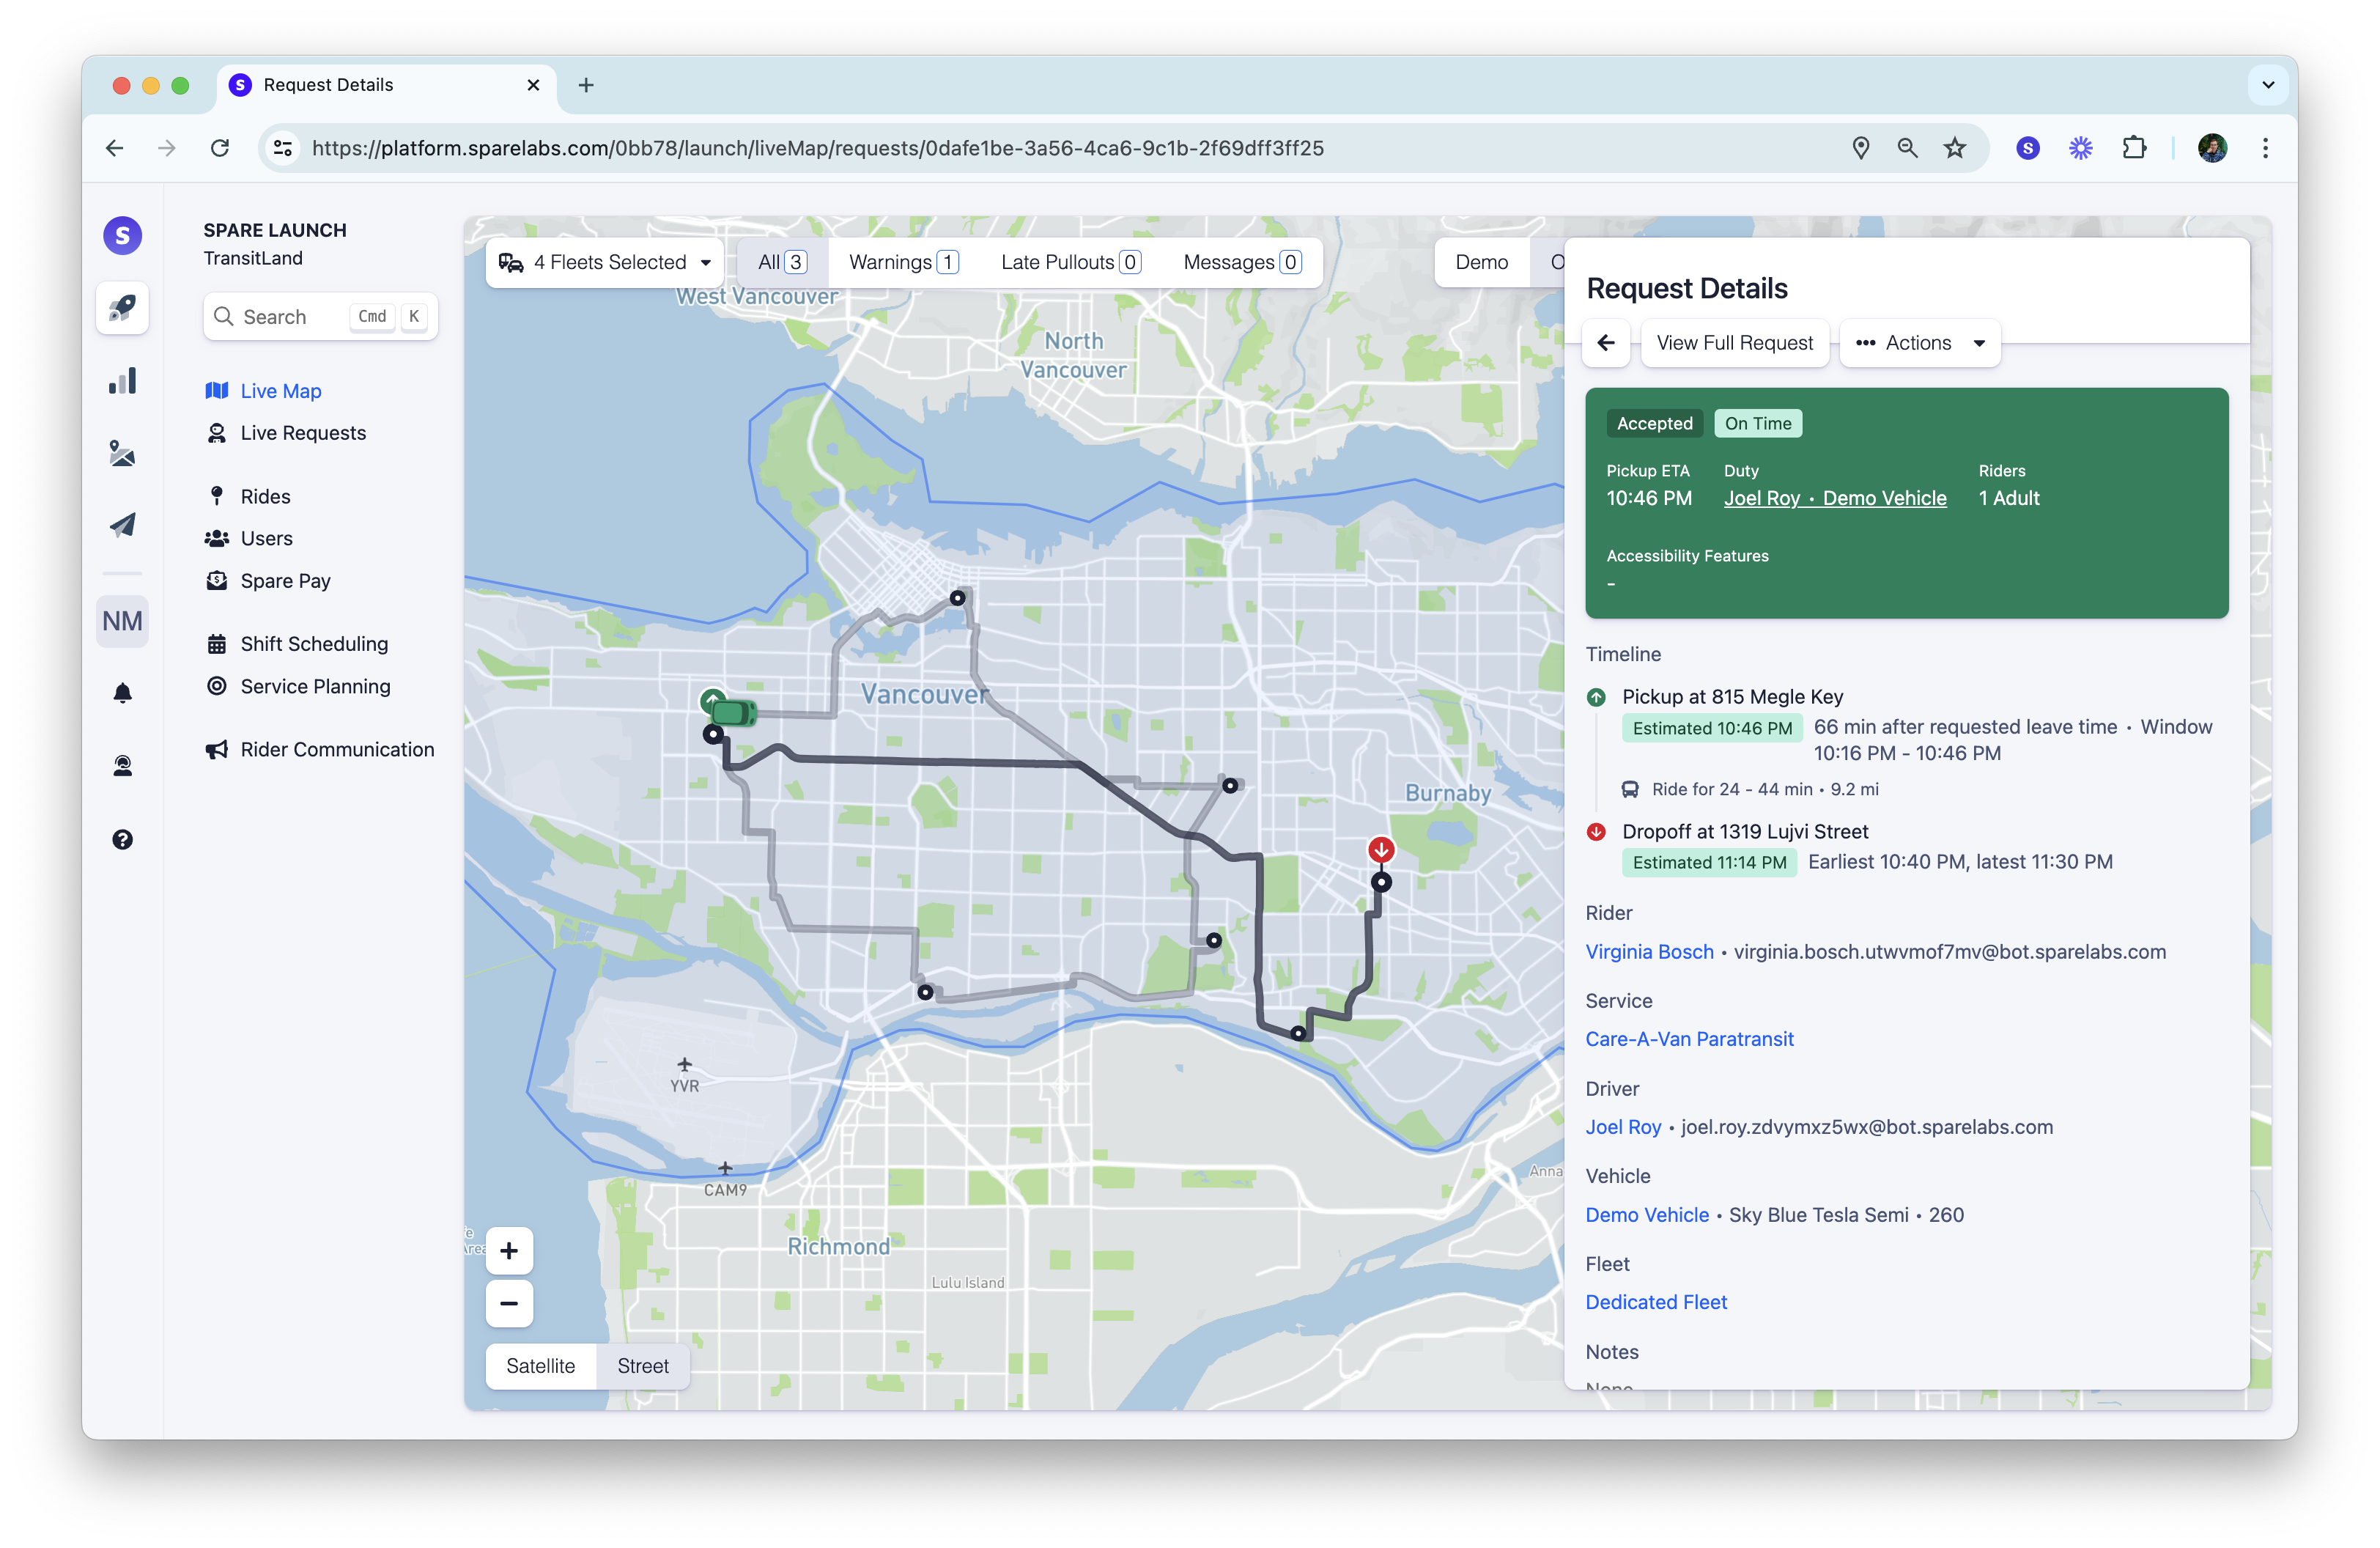 Request Details
https://platform.sparelabs.com/0bb78/launch/liveMap/requests/0dafe1be-3a56-4ca6-9c1b-2f69dff3ff25
S
SPARE LAUNCH
TransitLand
Search Cmd K
Live Map
Live Requests
Rides
Users
Spare Pay
NM
Shift Scheduling
Service Planning
Rider Communication
4 Fleets Selected
All 3
Warnings 1
Late Pullouts 0
Messages 0
Demo
West Vancouver
North
Vancouver
Vancouver
Burnaby
YVR
CAM9
Richmond
Lulu Island
Anna
+
−
Satellite
Street
Request Details
View Full Request
Actions
Accepted
On Time
Pickup ETA Duty Riders
10:46 PM Joel Roy • Demo Vehicle 1 Adult
Accessibility Features
-
Timeline
Pickup at 815 Megle Key
Estimated 10:46 PM 66 min after requested leave time • Window
10:16 PM - 10:46 PM
Ride for 24 - 44 min • 9.2 mi
Dropoff at 1319 Lujvi Street
Estimated 11:14 PM Earliest 10:40 PM, latest 11:30 PM
Rider
Virginia Bosch • virginia.bosch.utwvmof7mv@bot.sparelabs.com
Service
Care-A-Van Paratransit
Driver
Joel Roy • joel.roy.zdvymxz5wx@bot.sparelabs.com
Vehicle
Demo Vehicle • Sky Blue Tesla Semi • 260
Fleet
Dedicated Fleet
Notes
None